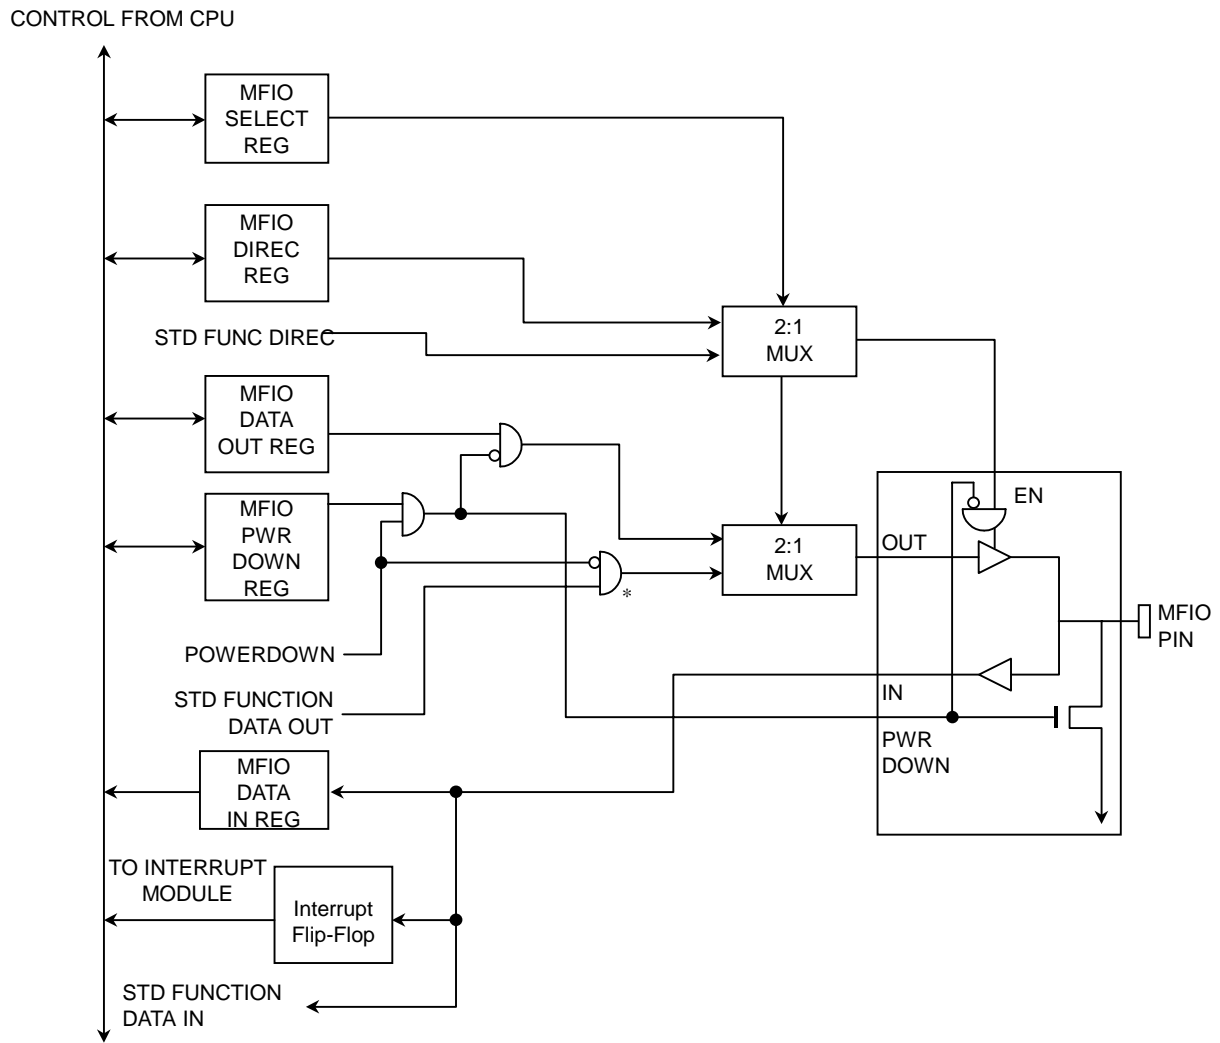 CONTROL FROM CPU
MFIO
SELECT
REG
MFIO
DIREC
REG
STD FUNC DIREC
2:1
MUX
MFIO
DATA
OUT REG
MFIO
PWR
DOWN
REG
EN
OUT
2:1
MUX
*
MFIO
PIN
POWERDOWN
IN
STD FUNCTION
DATA OUT
PWR
DOWN
MFIO
DATA
IN REG
TO INTERRUPT
MODULE
Interrupt
Flip-Flop
STD FUNCTION
DATA IN